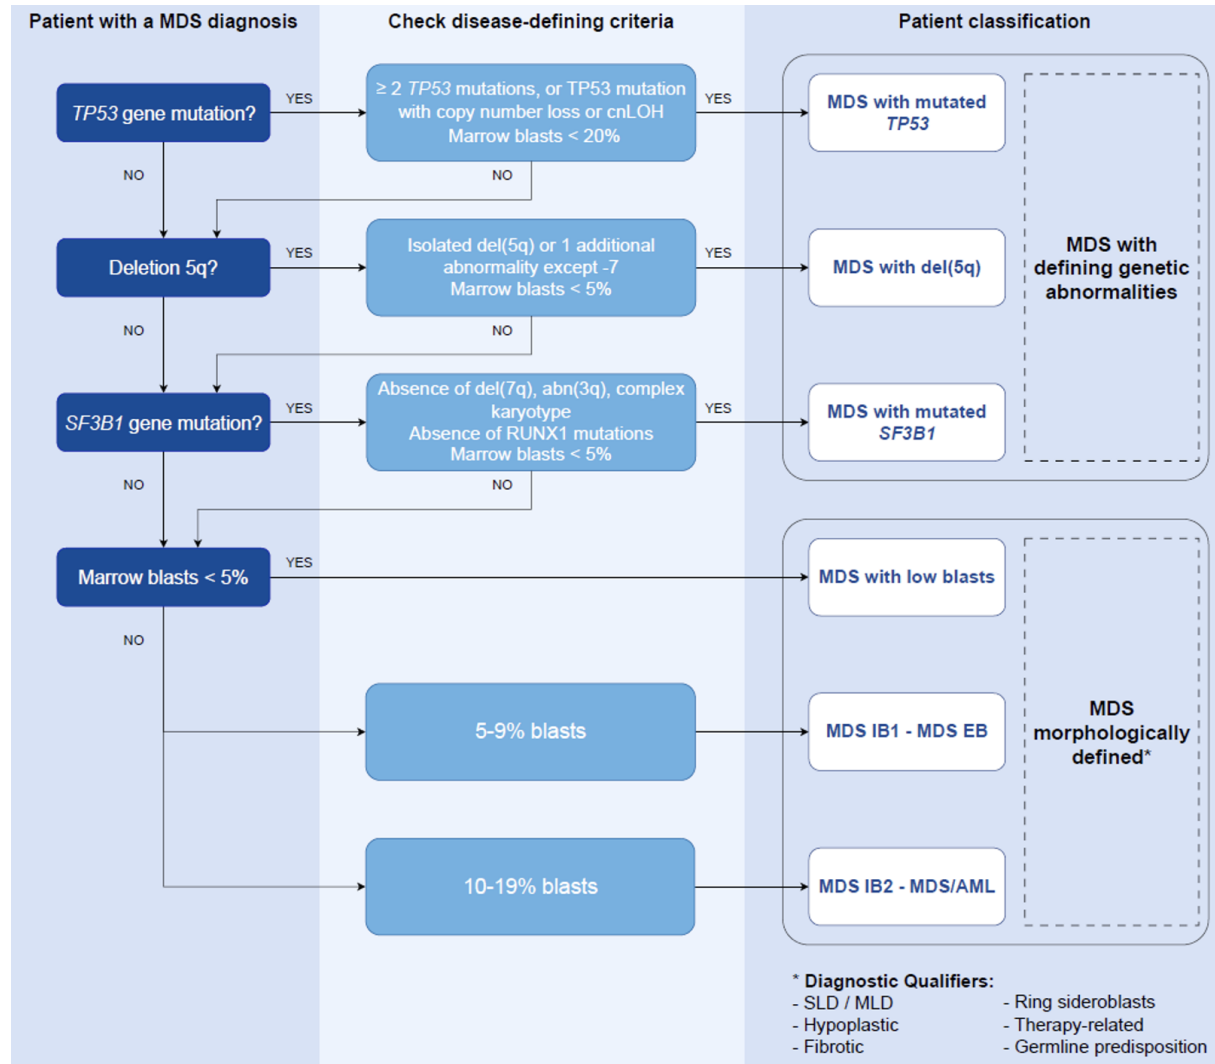 Patient with a MDS diagnosis
Check disease-defining criteria
Patient classification
TP53 gene mutation?
YES
≥ 2 TP53 mutations, or TP53 mutation
with copy number loss or cnLOH
Marrow blasts < 20%
YES
MDS with mutated
TP53
NO
NO
Deletion 5q?
YES
Isolated del(5q) or 1 additional
abnormality except -7
Marrow blasts < 5%
YES
MDS with del(5q)
MDS with
defining genetic
abnormalities
NO
NO
SF3B1 gene mutation?
YES
Absence of del(7q), abn(3q), complex
karyotype
Absence of RUNX1 mutations
Marrow blasts < 5%
YES
MDS with mutated
SF3B1
NO
NO
Marrow blasts < 5%
YES
MDS with low blasts
NO
5-9% blasts
MDS IB1 - MDS EB
MDS
morphologically
defined*
10-19% blasts
MDS IB2 - MDS/AML
* Diagnostic Qualifiers:
- SLD / MLD
- Hypoplastic
- Fibrotic
- Ring sideroblasts
- Therapy-related
- Germline predisposition